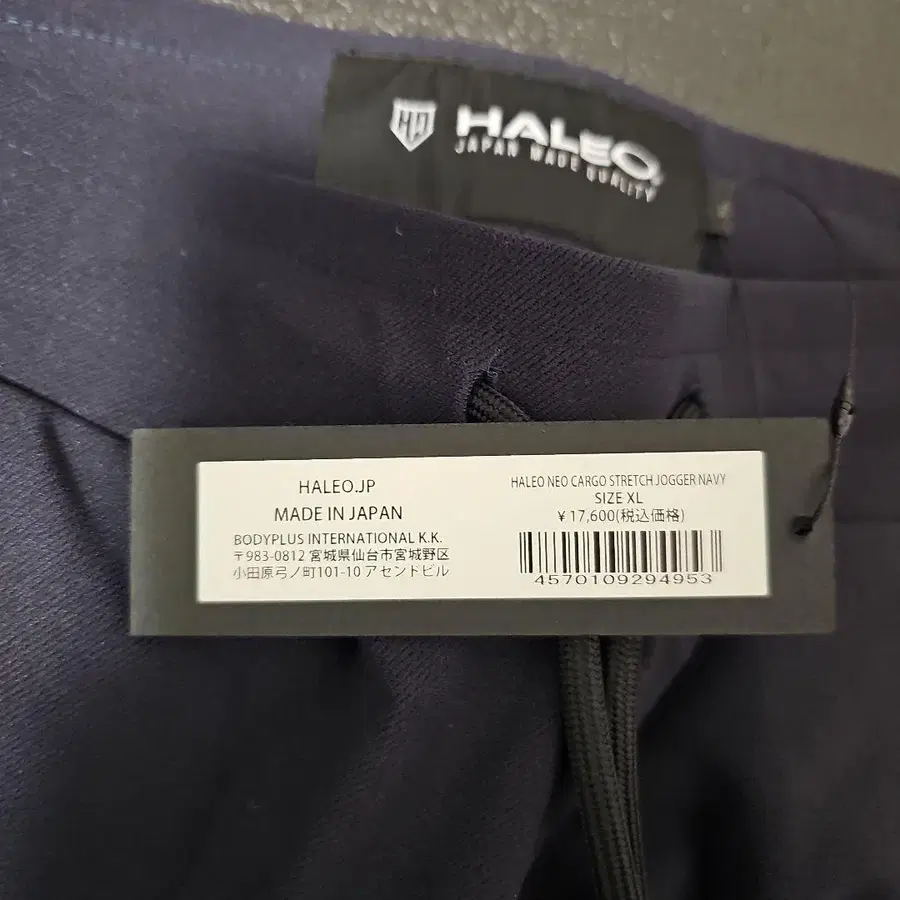 HALEO
JAPAN MADE QUALITY
HALEO.JP
MADE IN JAPAN
BODYPLUS INTERNATIONAL K.K.
〒983-0812 宮城県仙台市宮城野区
小田原弓ノ町101-10 アセンドビル
HALEO NEO CARGO STRETCH JOGGER NAVY
SIZE XL
¥17,600(税込価格)
4570109294953